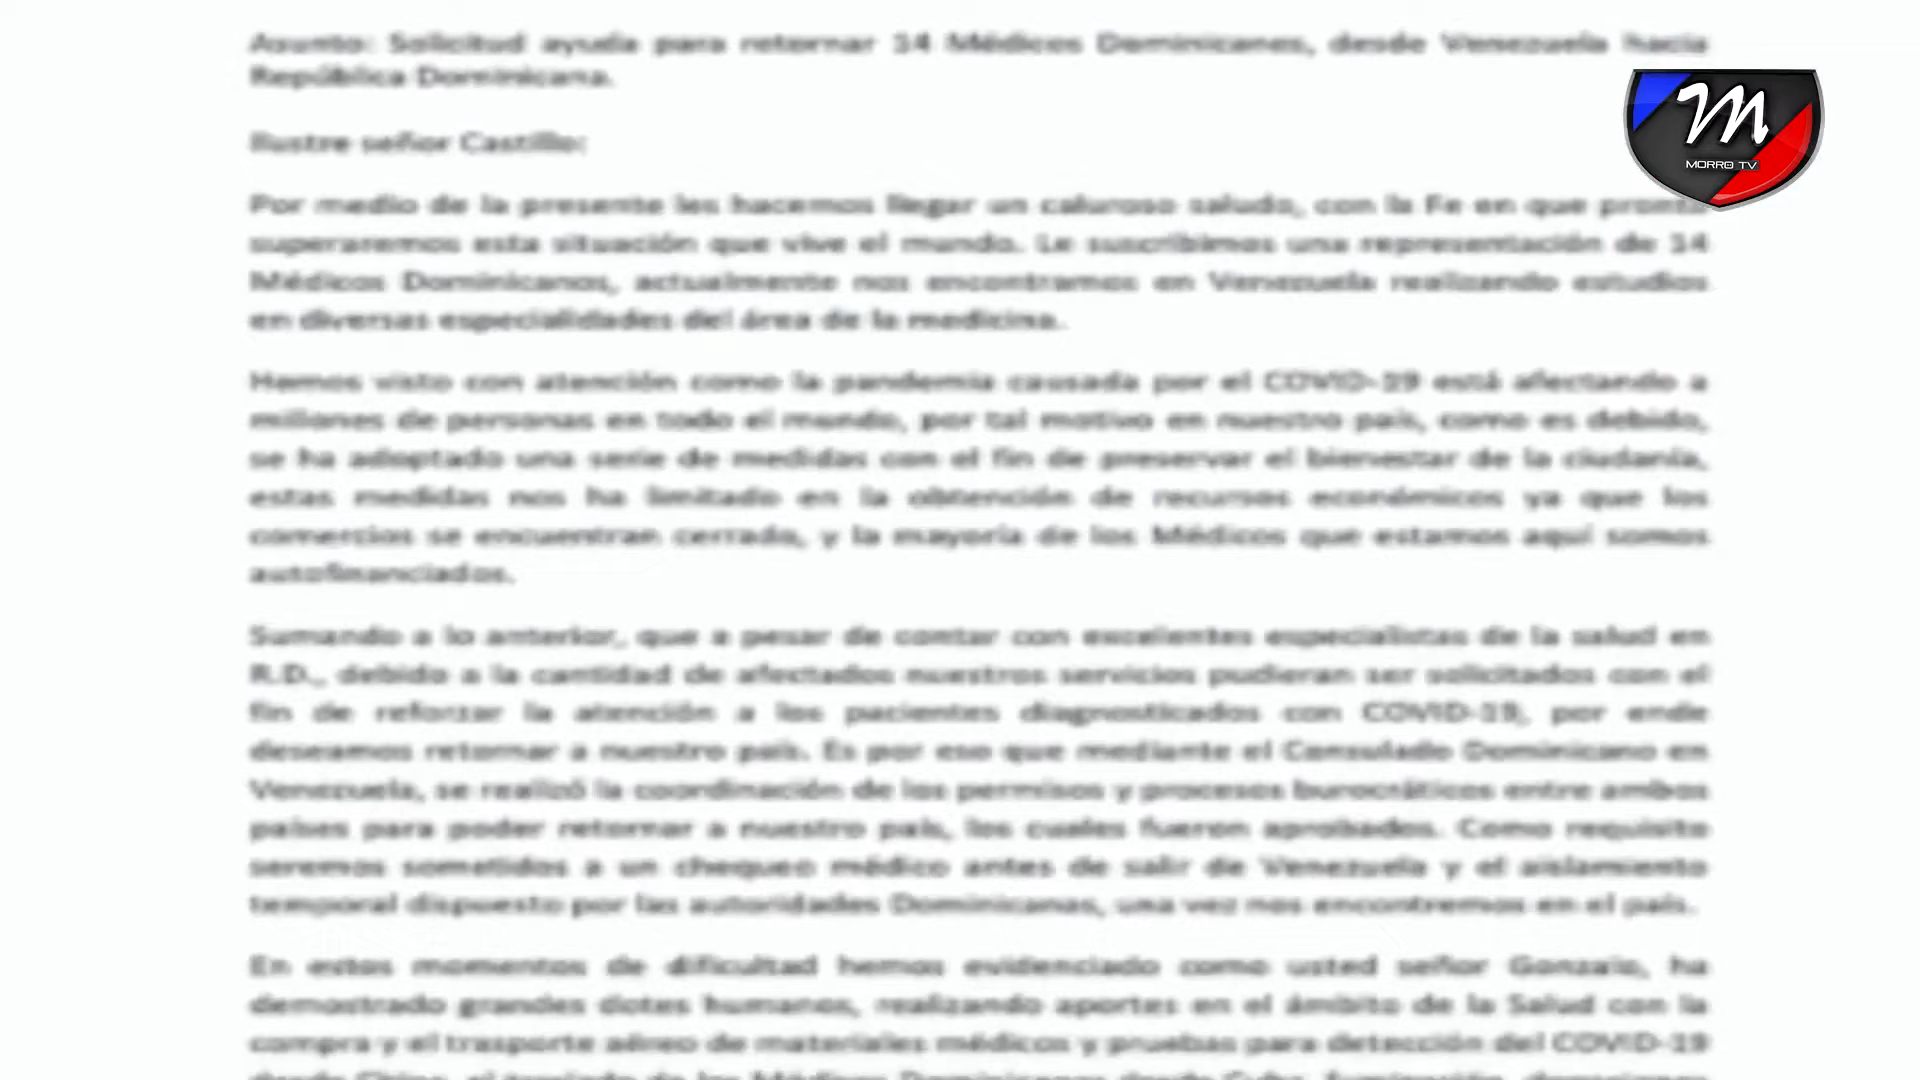 Asunto: Solicitud ayuda para retornar 14 Médicos Dominicanos, desde Venezuela hacia
República Dominicana.
Ilustre señor Castillo:
Por medio de la presente les hacemos llegar un caluroso saludo, con la Fe en que pronto
superaremos esta situación que vive el mundo. Le suscribimos una representación de 14
Médicos Dominicanos, actualmente nos encontramos en Venezuela realizando estudios
en diversas especialidades del área de la medicina.
Hemos visto con atención como la pandemia causada por el COVID-19 está afectando a
millones de personas en todo el mundo, por tal motivo en nuestro país, como es debido,
se ha adoptado una serie de medidas con el fin de preservar el bienestar de la ciudanía,
estas medidas nos ha limitado en la obtención de recursos económicos ya que los
comercios se encuentran cerrado, y la mayoría de los Médicos que estamos aquí somos
autofinanciados.
Sumando a lo anterior, que a pesar de contar con excelentes especialistas de la salud en
R.D., debido a la cantidad de afectados nuestros servicios pudieran ser solicitados con el
fin de reforzar la atención a los pacientes diagnosticados con COVID-19, por ende
deseamos retornar a nuestro país. Es por eso que mediante el Consulado Dominicano en
Venezuela, se realizó la coordinación de los permisos y procesos burocráticos entre ambos
países para poder retornar a nuestro país, los cuales fueron aprobados. Como requisito
seremos sometidos a un chequeo médico antes de salir de Venezuela y el aislamiento
temporal dispuesto por las autoridades Dominicanas, una vez nos encontremos en el país.
En estos momentos de dificultad hemos evidenciado como usted señor Gonzalo, ha
demostrado grandes dotes humanos, realizando aportes en el ámbito de la Salud con la
compra y el trasporte aéreo de materiales médicos y pruebas para detección del COVID-19
M
MORRO TV